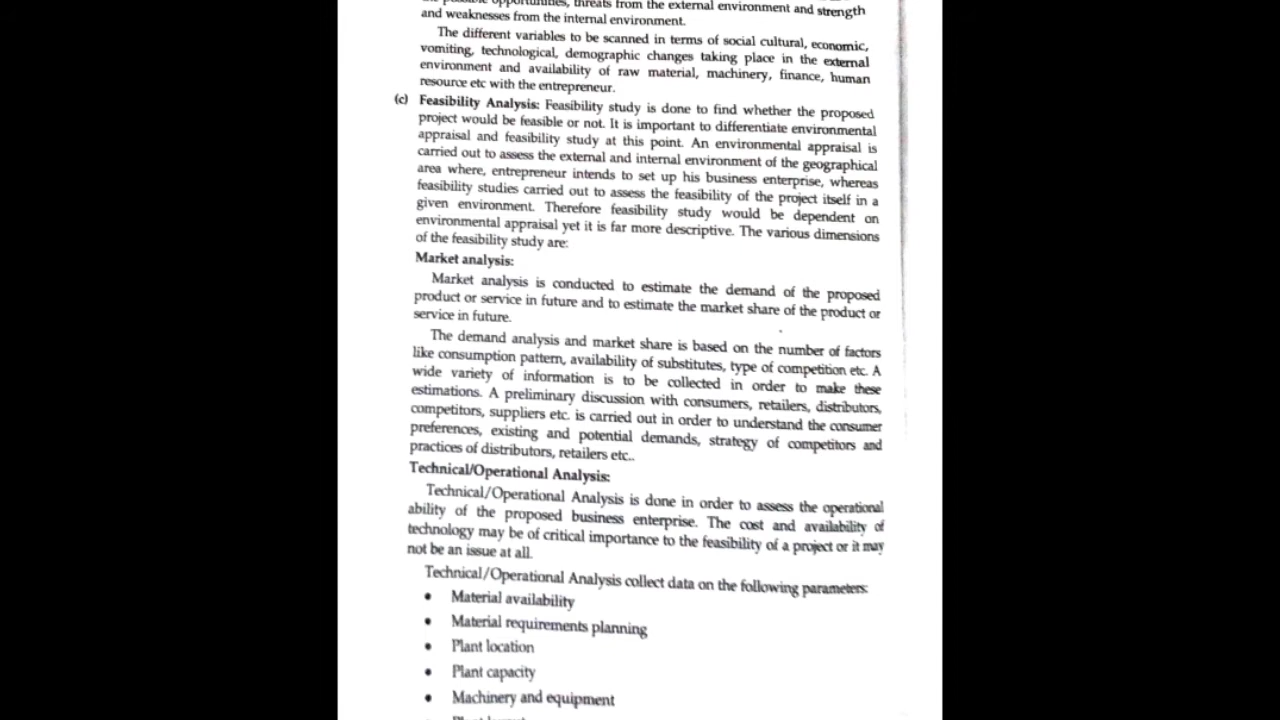 the possible opportunities, threats from the external environment and strength
and weaknesses from the internal environment.
The different variables to be scanned in terms of social cultural, economic,
vomiting, technological, demographic changes taking place in the external
environment and availability of raw material, machinery, finance, human
resource etc with the entrepreneur.
(c) Feasibility Analysis: Feasibility study is done to find whether the proposed
project would be feasible or not. It is important to differentiate environmental
appraisal and feasibility study at this point. An environmental appraisal is
carried out to assess the external and internal environment of the geographical
area where, entrepreneur intends to set up his business enterprise, whereas
feasibility studies carried out to assess the feasibility of the project itself in a
given environment. Therefore feasibility study would be dependent on
environmental appraisal yet it is far more descriptive. The various dimensions
of the feasibility study are:
Market analysis:
Market analysis is conducted to estimate the demand of the proposed
product or service in future and to estimate the market share of the product or
service in future.
The demand analysis and market share is based on the number of factors
like consumption pattern, availability of substitutes, type of competition etc. A
wide variety of information is to be collected in order to make these
estimations. A preliminary discussion with consumers, retailers, distributors,
competitors, suppliers etc. is carried out in order to understand the consumer
preferences, existing and potential demands, strategy of competitors and
practices of distributors, retailers etc..
Technical/Operational Analysis:
Technical/Operational Analysis is done in order to assess the operational
ability of the proposed business enterprise. The cost and availability of
technology may be of critical importance to the feasibility of a project or it may
not be an issue at all.
Technical/Operational Analysis collect data on the following parameters:
• Material availability
• Material requirements planning
• Plant location
• Plant capacity
• Machinery and equipment